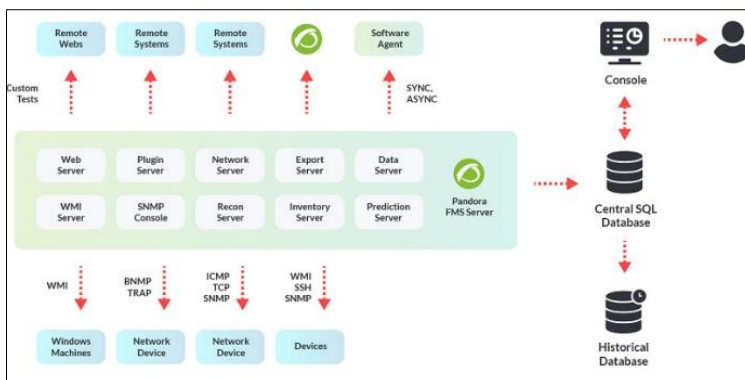 Remote
Webs
Remote
Systems
Remote
Systems
Software
Agent
Console
Custom
Tests
SYNC,
ASYNC
Web
Server
Plugin
Server
Network
Server
Export
Server
Data
Server
WMI
Server
SNMP
Console
Recon
Server
Inventory
Server
Prediction
Server
Pandora
FMS Server
Central SQL
Database
WMI
BNMP
TRAP
ICMP
TCP
SNMP
WMI
SSH
SNMP
Windows
Machines
Network
Device
Network
Device
Devices
Historical
Database